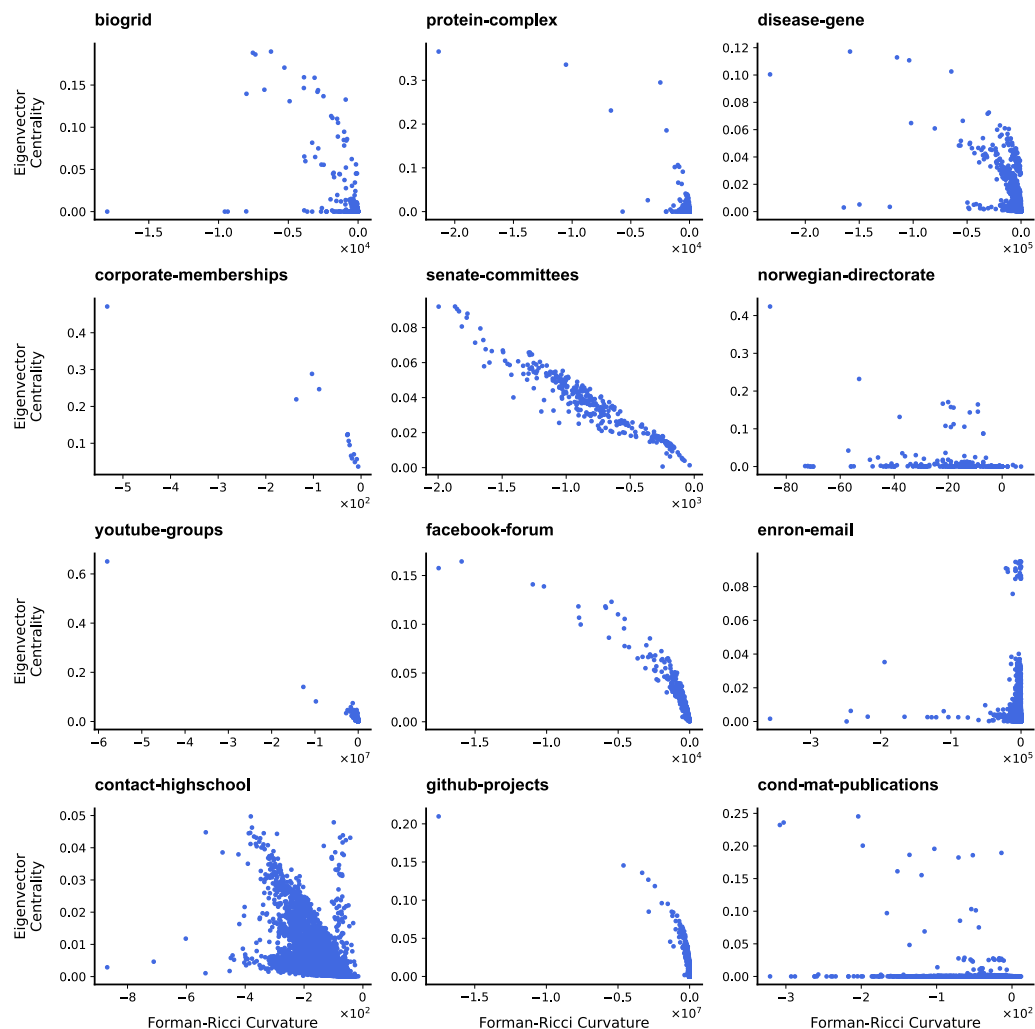 biogrid protein-complex disease-gene
Eigenvector
Centrality
0.15
0.10
0.05
0.00
−1.5 −1.0 −0.5 0.0
×10⁴
0.3
0.2
0.1
0.0
−2.0 −1.5 −1.0 −0.5 0.0
×10⁴
0.12
0.10
0.08
0.06
0.04
0.02
0.00
−2.0 −1.5 −1.0 −0.5 0.0
×10⁵
corporate-memberships senate-committees norwegian-directorate
Eigenvector
Centrality
0.4
0.3
0.2
0.1
−5 −4 −3 −2 −1 0
×10²
0.08
0.06
0.04
0.02
0.00
−2.0 −1.5 −1.0 −0.5 0.0
×10³
0.4
0.3
0.2
0.1
0.0
−80 −60 −40 −20 0
youtube-groups facebook-forum enron-email
Eigenvector
Centrality
0.6
0.4
0.2
0.0
−6 −5 −4 −3 −2 −1 0
×10⁷
0.15
0.10
0.05
0.00
−1.5 −1.0 −0.5 0.0
×10⁴
0.08
0.06
0.04
0.02
0.00
−3 −2 −1 0
×10⁵
contact-highschool github-projects cond-mat-publications
Eigenvector
Centrality
0.05
0.04
0.03
0.02
0.01
0.00
−8 −6 −4 −2 0
×10²
Forman-Ricci Curvature
0.20
0.15
0.10
0.05
0.00
−1.5 −1.0 −0.5 0.0
×10⁷
Forman-Ricci Curvature
0.25
0.20
0.15
0.10
0.05
0.00
−3 −2 −1 0
×10⁴
Forman-Ricci Curvature